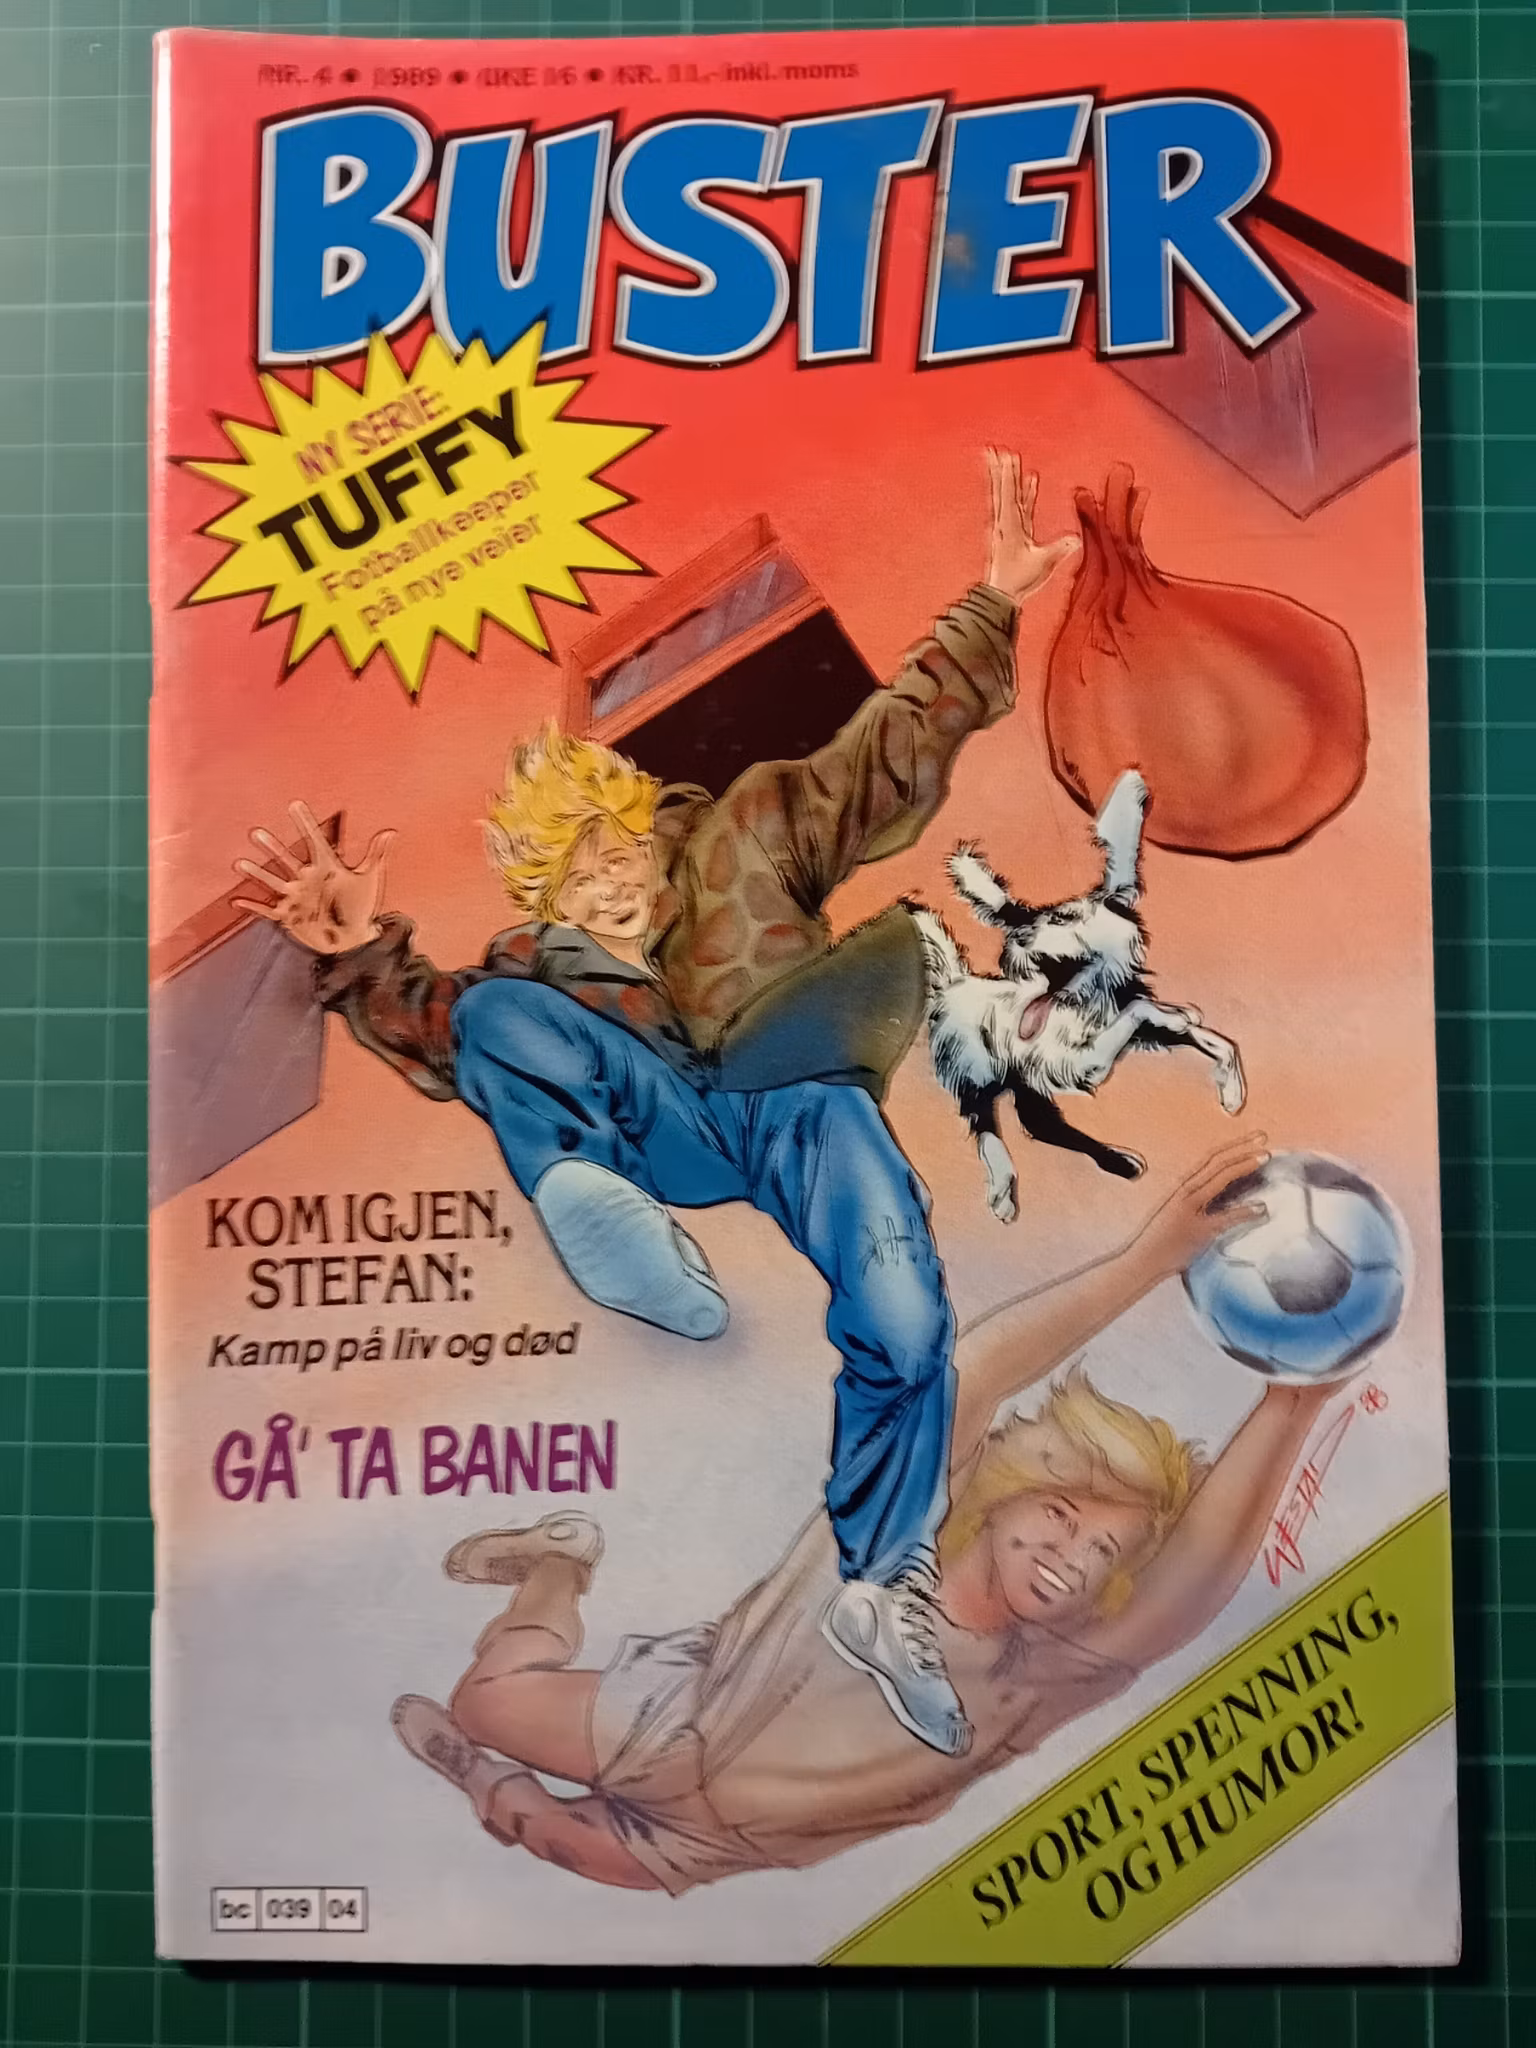 NR. 4 • 1989 • UKE 16 • KR. 11,- inkl. moms
BUSTER
NY SERIE:
TUFFY
Fotballkeeper
på nye veier
KOM IGJEN,
STEFAN:
Kamp på liv og død
GÅ' TA BANEN
88
SPORT, SPENNING,
OG HUMOR!
bc 039 04